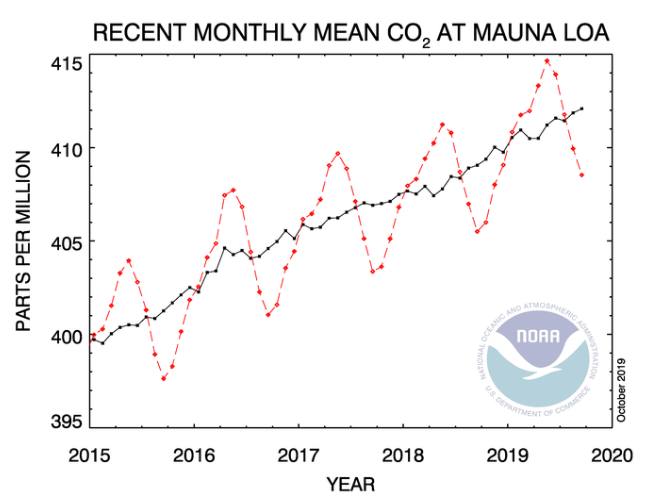 RECENT MONTHLY MEAN CO₂ AT MAUNA LOA
415
410
405
400
395
PARTS PER MILLION
2015 2016 2017 2018 2019 2020
YEAR
NATIONAL OCEANIC AND ATMOSPHERIC ADMINISTRATION
NOAA
U.S. DEPARTMENT OF COMMERCE
October 2019